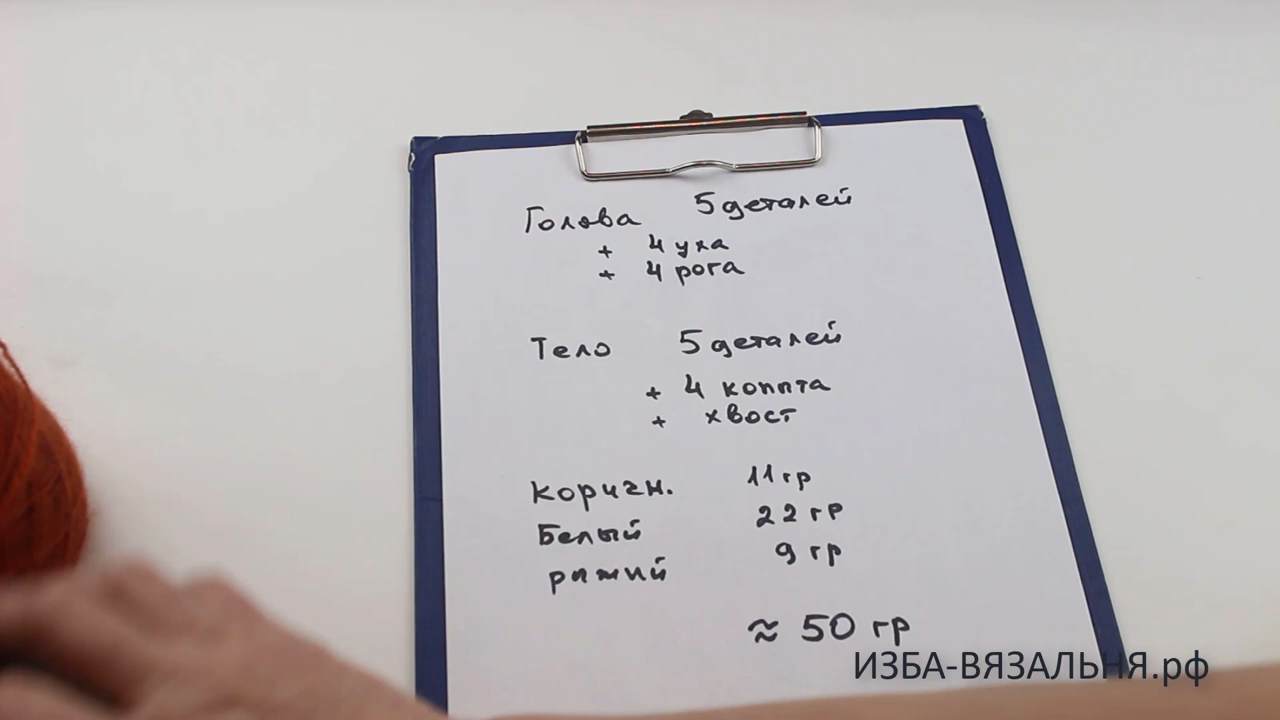 Голова 5 деталей
+ 4 уха
+ 4 рога
Тело 5 деталей
+ 4 копыта
+ хвост
Коричн. 11 гр
Белый 22 гр
рыжий 9 гр
≈ 50 гр
ИЗБА-ВЯЗАЛЬНЯ.рф